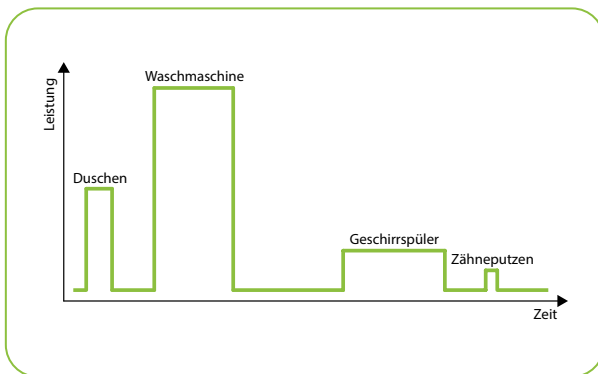 Leistung
Waschmaschine
Duschen
Geschirrspüler
Zähneputzen
Zeit